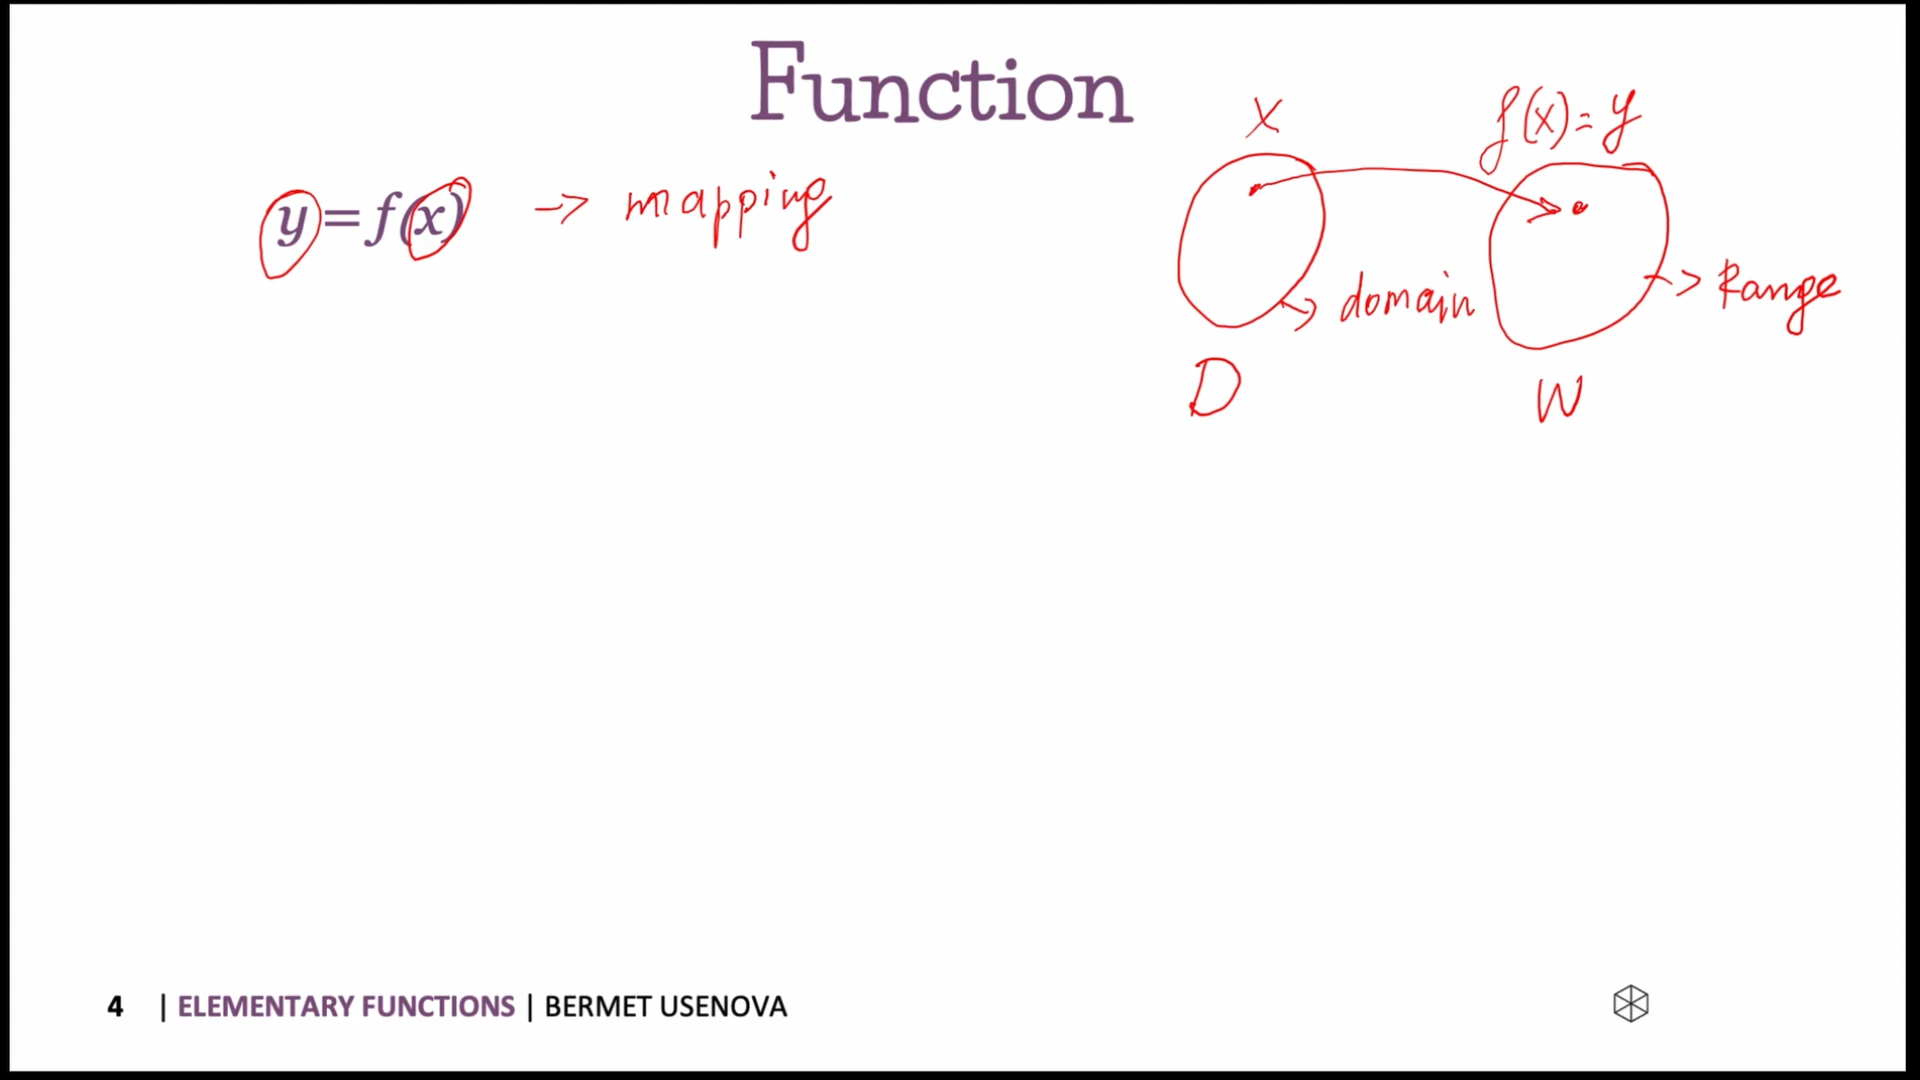 Function
y = f(x) -> mapping
x
f(x) = y
-> domain
-> Range
D
W
4 | ELEMENTARY FUNCTIONS | BERMET USENOVA